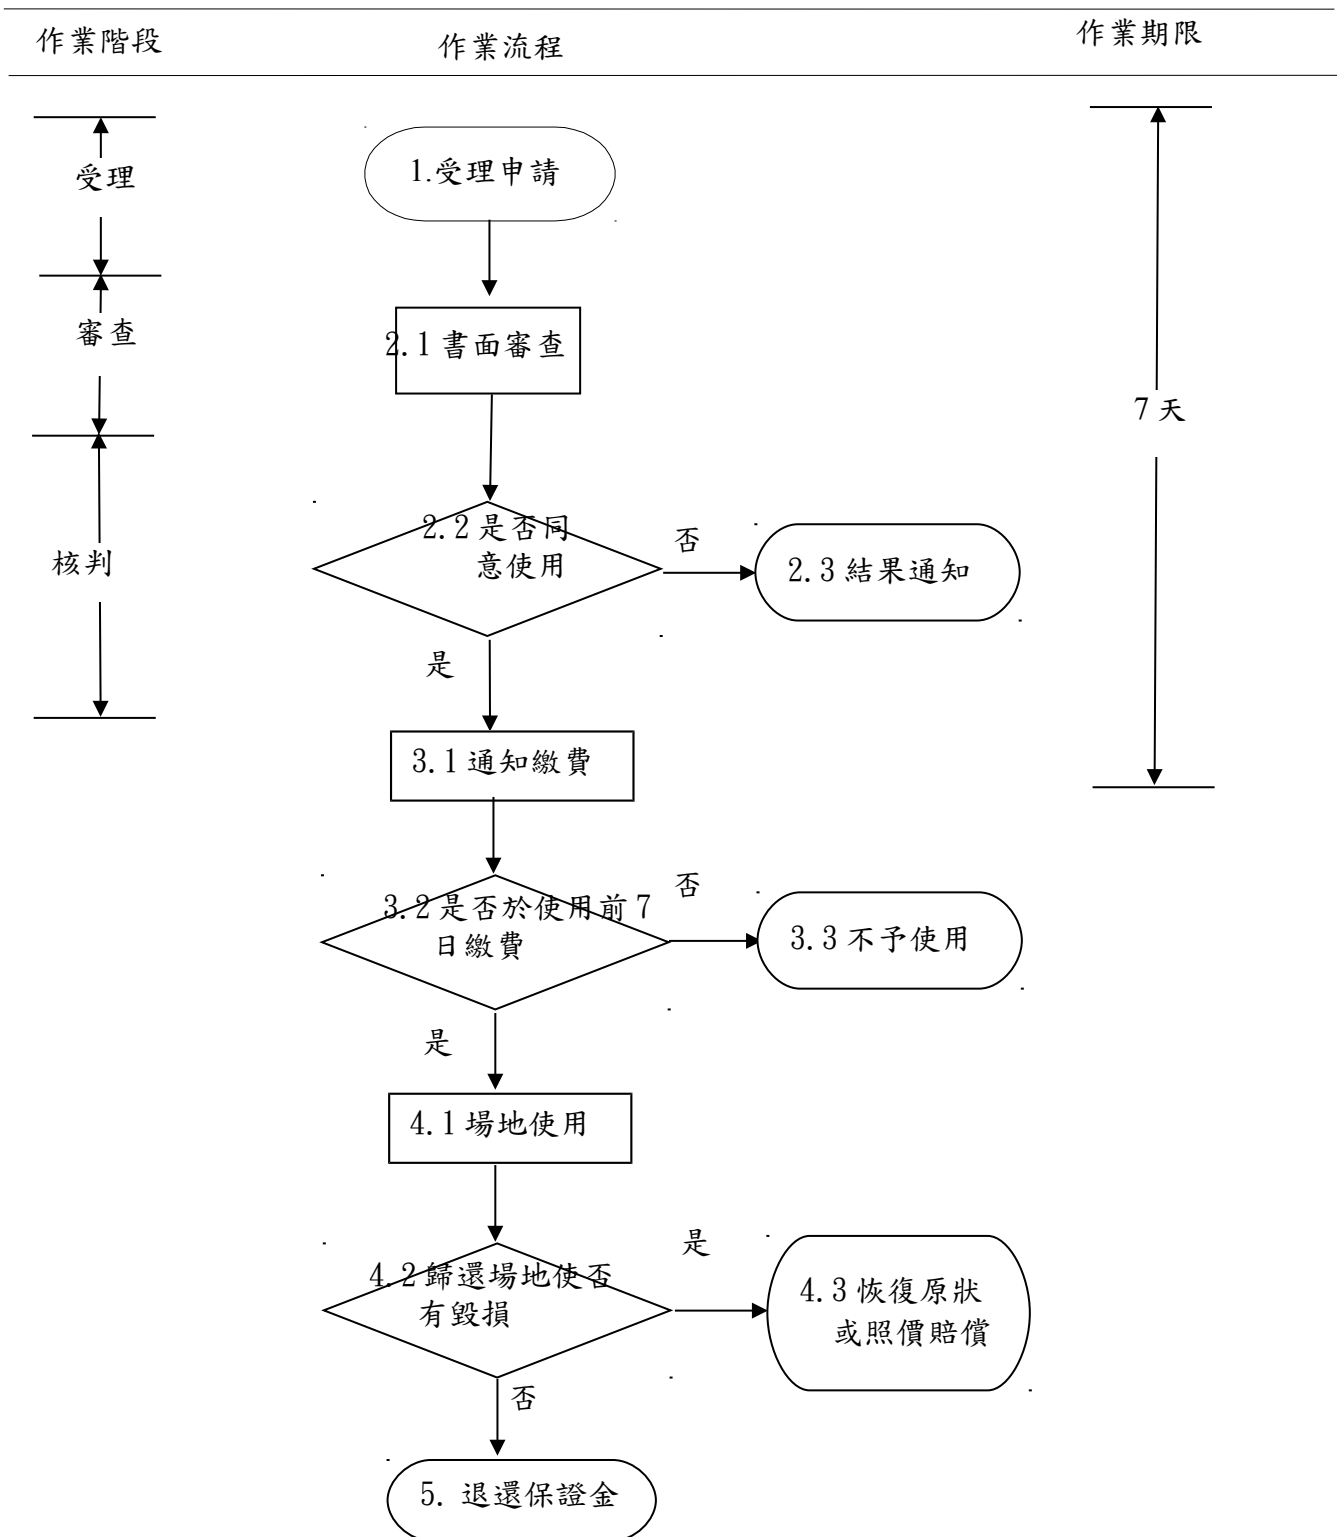 作業階段
作業流程
作業期限
受理
1.受理申請
審查
2.1書面審查
7天
核判
2.2是否同
意使用
否
2.3結果通知
是
3.1通知繳費
3.2是否於使用前7
日繳費
否
3.3不予使用
是
4.1場地使用
4.2歸還場地使否
有毀損
是
4.3恢復原狀
或照價賠償
否
5. 退還保證金